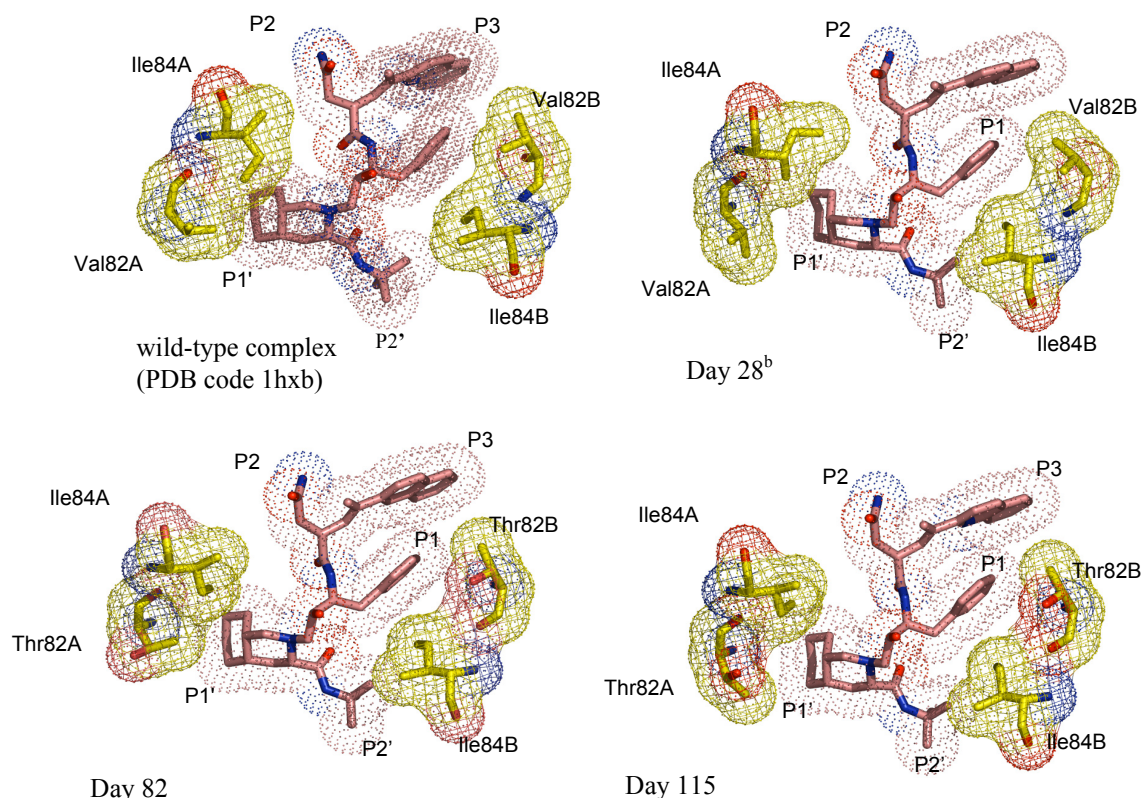 P2
P3
Ile84A
Val82B
Val82A
P1'
Ile84B
P2'
wild-type complex
(PDB code 1hxb)
P2
Ile84A
P1
Val82B
P1'
Val82A
P2'
Ile84B
Day 28ᵇ
P2
P3
Ile84A
Thr82B
P1
Thr82A
P1'
Ile84B
P2'
Day 82
P2
P3
Ile84A
P1
Thr82B
Thr82A
P1'
Ile84B
P2'
Day 115